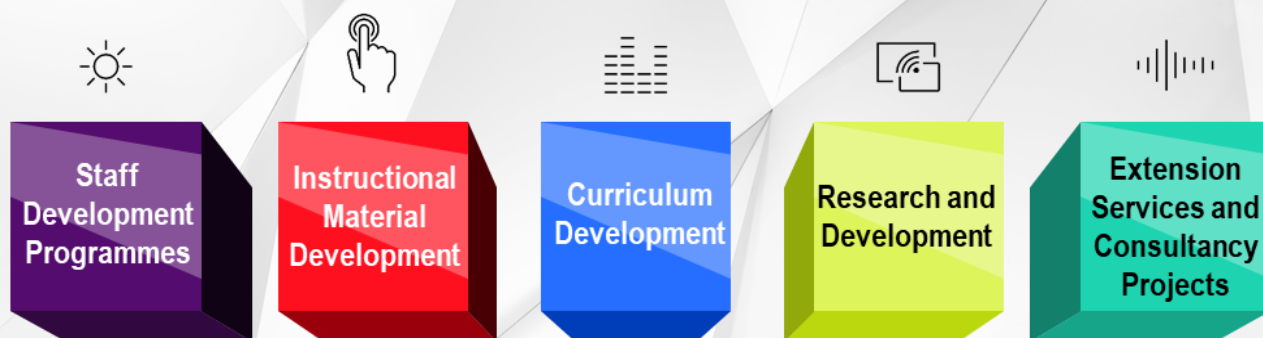 Staff
Development
Programmes
Instructional
Material
Development
Curriculum
Development
Research and
Development
Extension
Services and
Consultancy
Projects